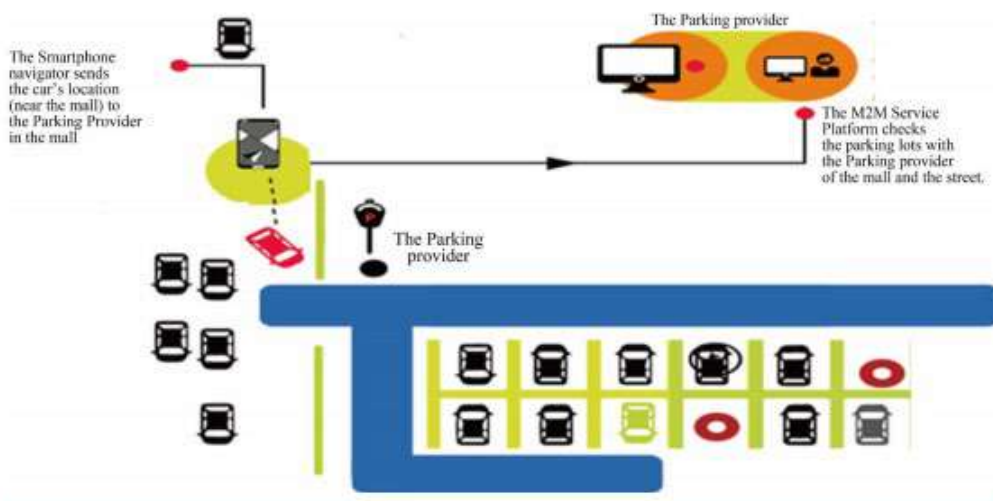 The Parking provider
The Smartphone
navigator sends
the car's location
(near the mall) to
the Parking Provider
in the mall
The M2M Service
Platform checks
the parking lots with
the Parking provider
of the mall and the street.
P
The Parking
provider